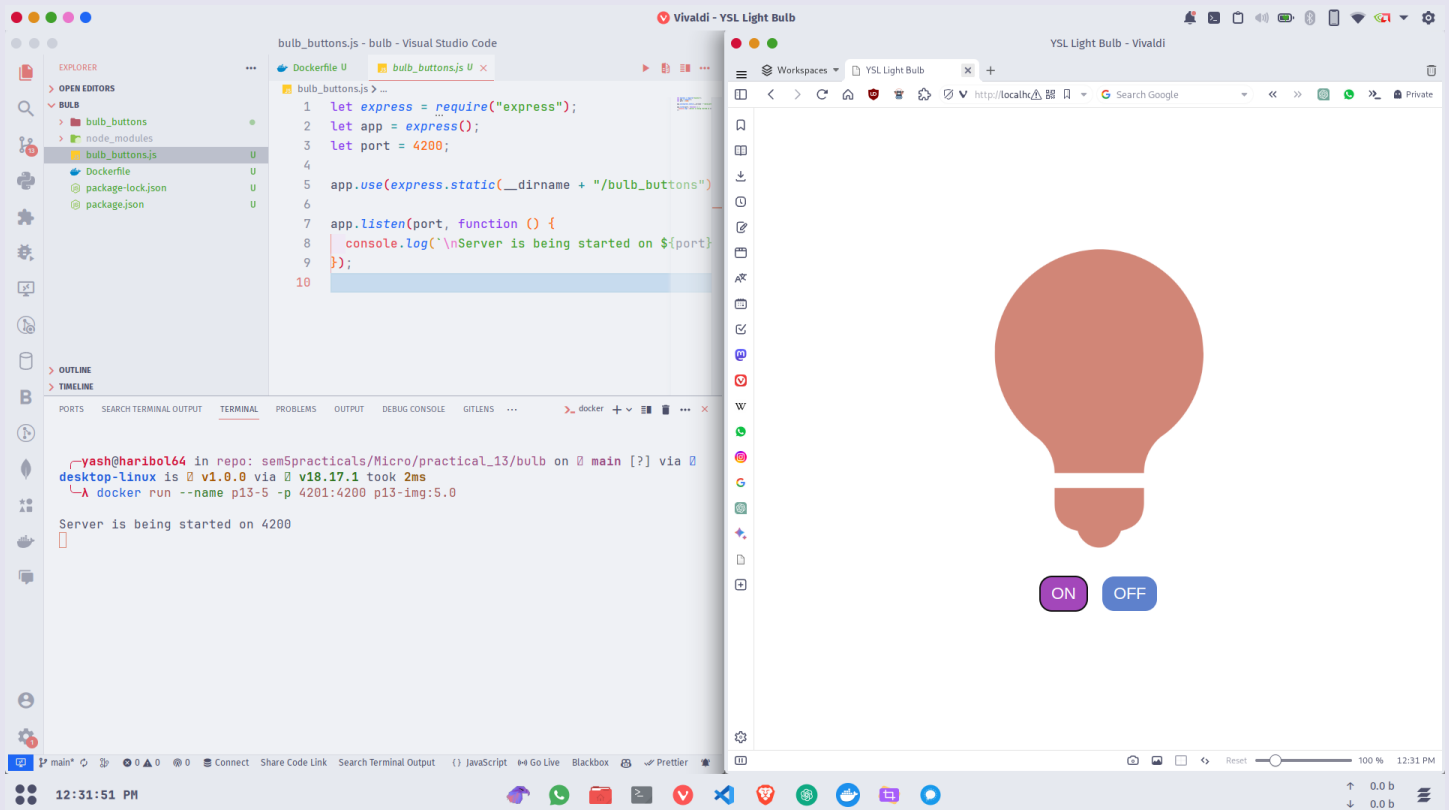 Vivaldi - YSL Light Bulb
bulb_buttons.js - bulb - Visual Studio Code
EXPLORER
OPEN EDITORS
BULB
bulb_buttons
node_modules
bulb_buttons.js U
Dockerfile U
package-lock.json U
package.json U
OUTLINE
TIMELINE
13
1
Dockerfile U
bulb_buttons.js U
bulb_buttons.js > ...
1 let express = require("express");
2 let app = express();
3 let port = 4200;
4
5 app.use(express.static(__dirname + "/bulb_buttons")
6
7 app.listen(port, function () {
8 console.log(`\nServer is being started on ${port}
9 });
10
PORTS SEARCH TERMINAL OUTPUT TERMINAL PROBLEMS OUTPUT DEBUG CONSOLE GITLENS
docker
yash@haribol64 in repo: sem5practicals/Micro/practical_13/bulb on main [?] via
desktop-linux is v1.0.0 via v18.17.1 took 2ms
λ docker run --name p13-5 -p 4201:4200 p13-img:5.0
Server is being started on 4200
main* 0 0 0 Connect Share Code Link Search Terminal Output {} JavaScript Go Live Blackbox Prettier
YSL Light Bulb - Vivaldi
Workspaces
YSL Light Bulb
http://localho
Search Google
Private
ON OFF
Reset 100 % 12:31 PM
12:31:51 PM
0.0 b
0.0 b